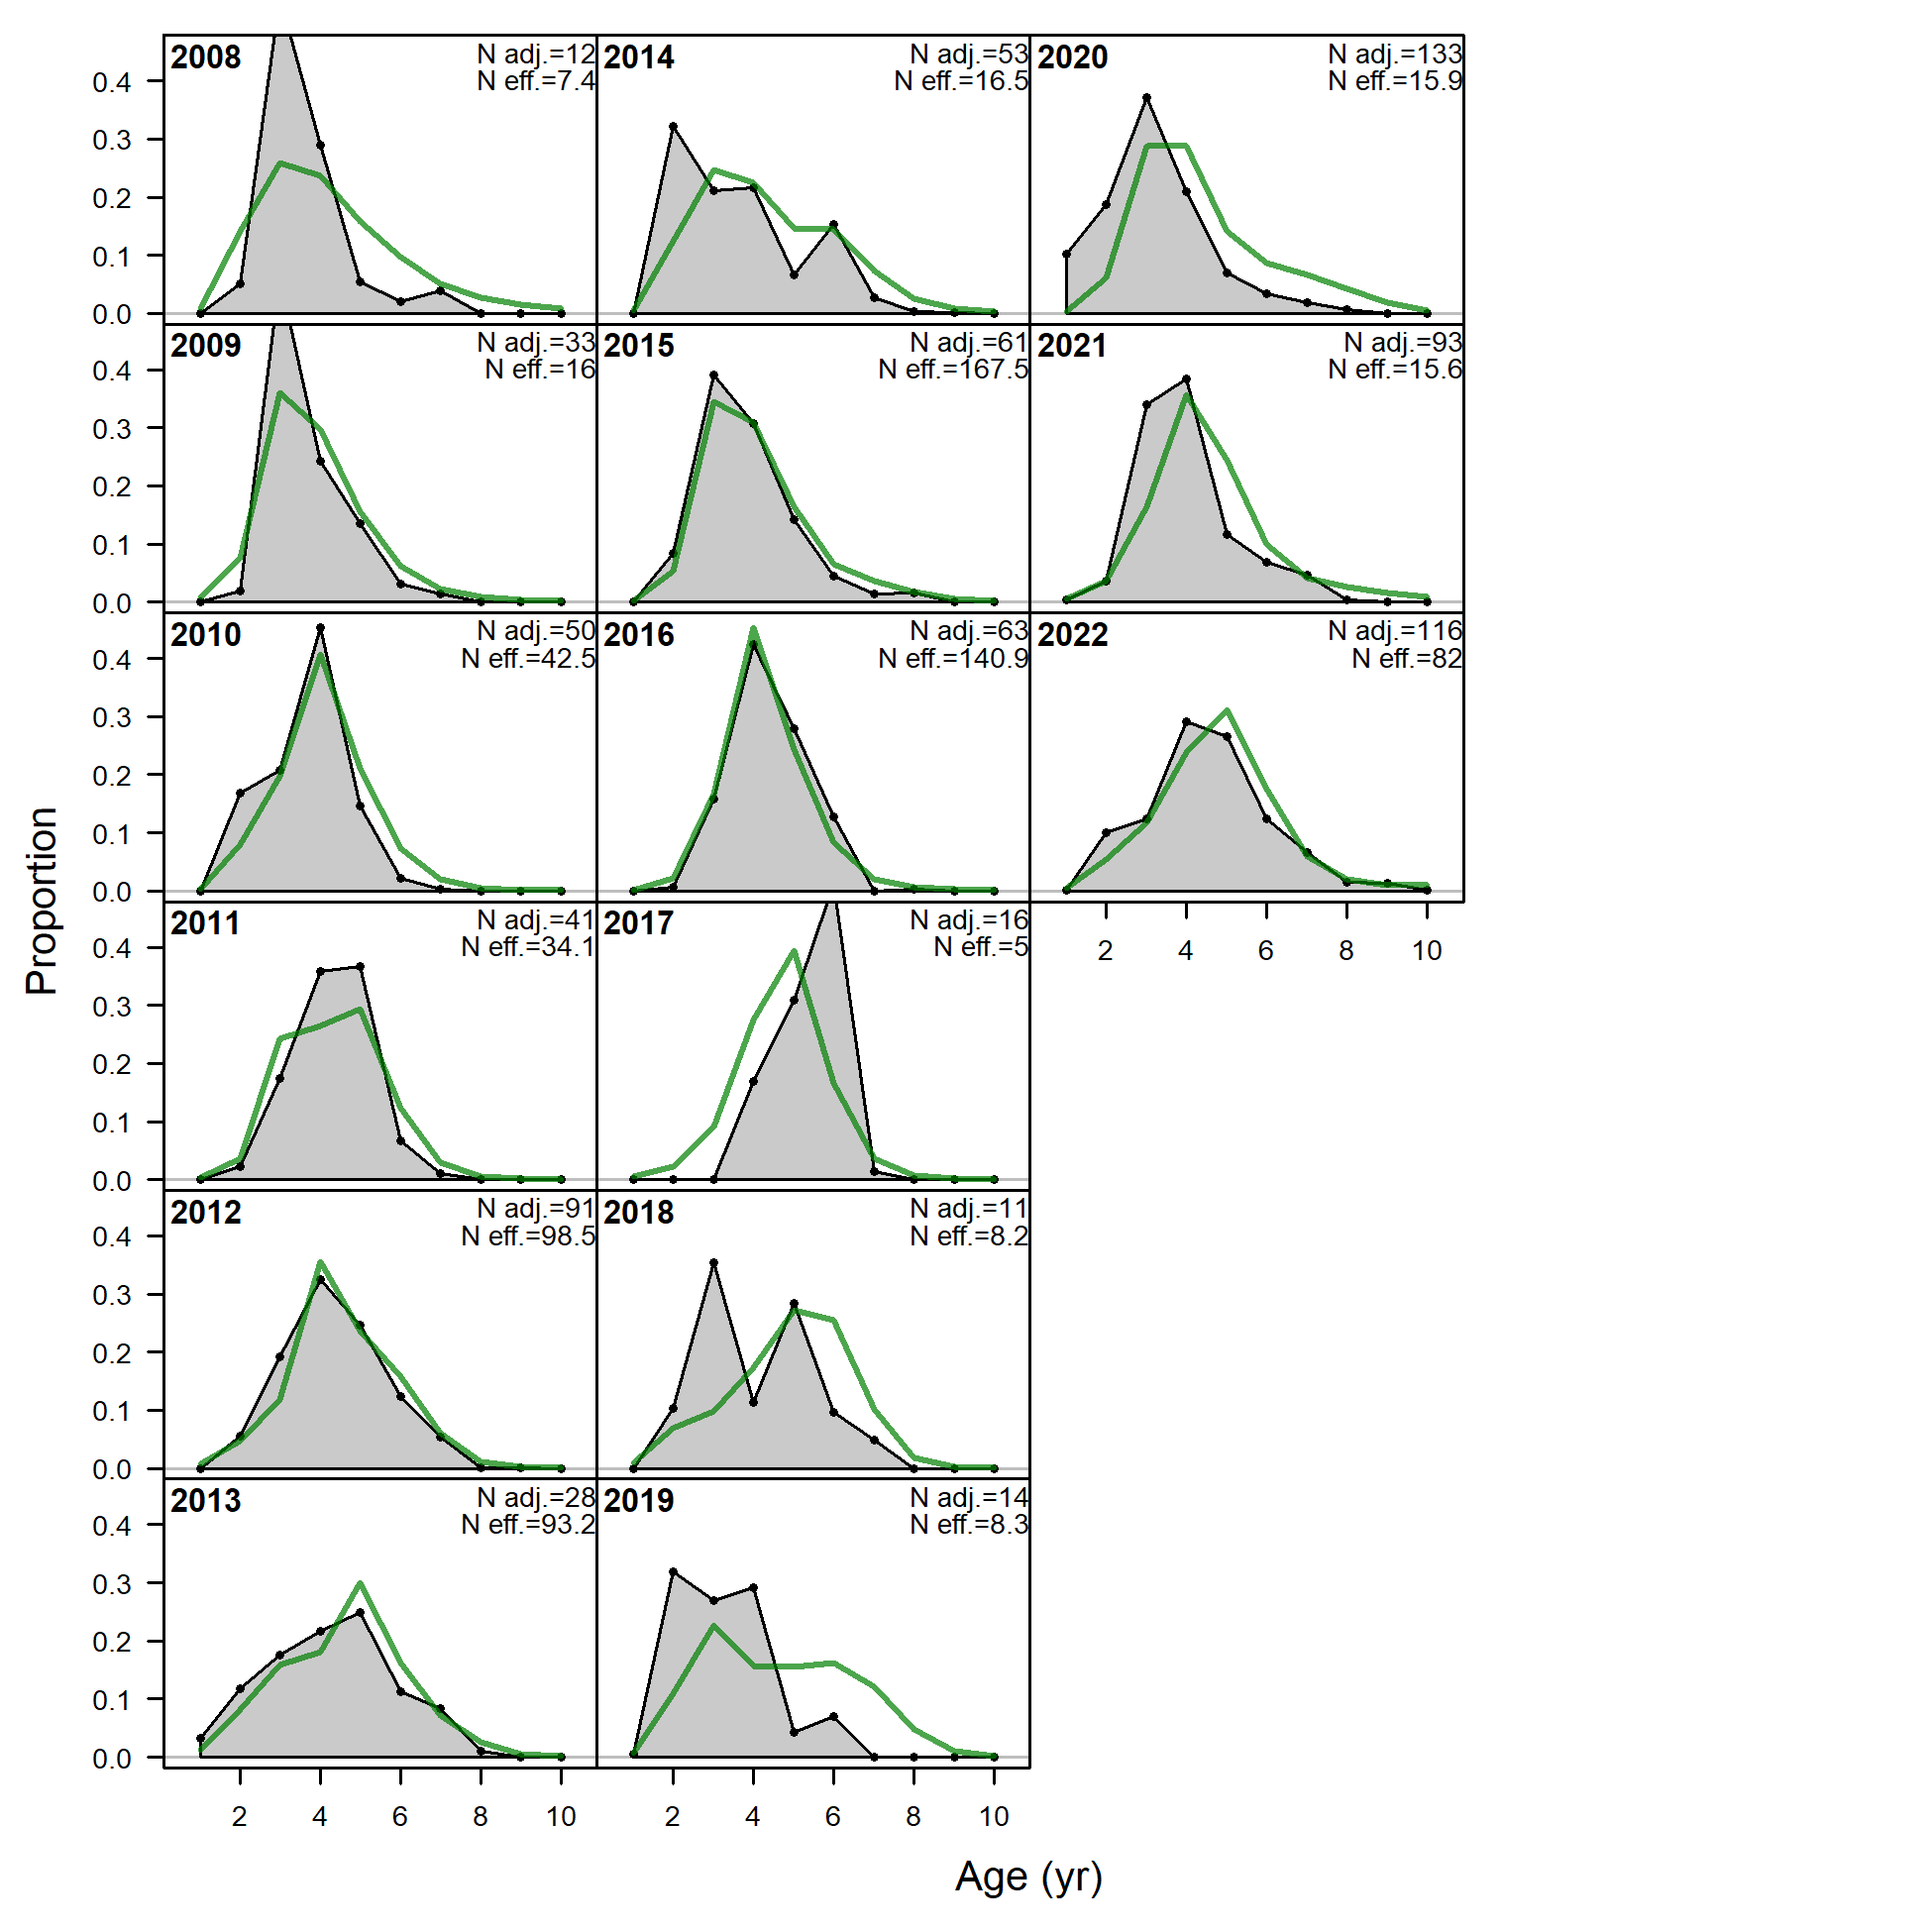 2008
N adj.=12
N eff.=7.4
0.4
0.3
0.2
0.1
0.0
2014
N adj.=53
N eff.=16.5
2020
N adj.=133
N eff.=15.9
2009
N adj.=33
N eff.=16
0.4
0.3
0.2
0.1
0.0
2015
N adj.=61
N eff.=167.5
2021
N adj.=93
N eff.=15.6
2010
N adj.=50
N eff.=42.5
0.4
0.3
0.2
0.1
0.0
2016
N adj.=63
N eff.=140.9
2022
N adj.=116
N eff.=82
2 4 6 8 10
Proportion
2011
N adj.=41
N eff.=34.1
0.4
0.3
0.2
0.1
0.0
2017
N adj.=16
N eff.=5
2012
N adj.=91
N eff.=98.5
0.4
0.3
0.2
0.1
0.0
2018
N adj.=11
N eff.=8.2
2013
N adj.=28
N eff.=93.2
0.4
0.3
0.2
0.1
0.0
2019
N adj.=14
N eff.=8.3
2 4 6 8 10
2 4 6 8 10
Age (yr)